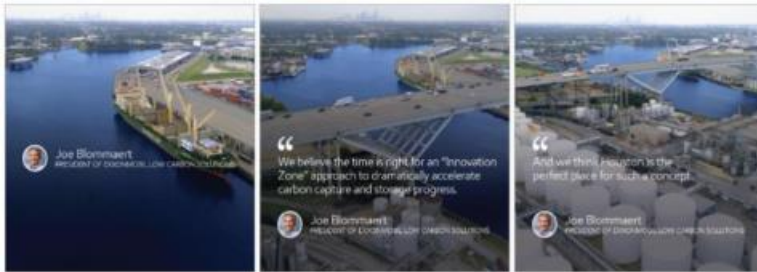 Joe Blommaert
PRESIDENT OF EXXONMOBIL LOW CARBON SOLUTIONS
“
We believe the time is right for an "Innovation
Zone" approach to dramatically accelerate
carbon capture and storage progress.
Joe Blommaert
PRESIDENT OF EXXONMOBIL LOW CARBON SOLUTIONS
“
And we think Houston is the
perfect place for such a concept.
Joe Blommaert
PRESIDENT OF EXXONMOBIL LOW CARBON SOLUTIONS